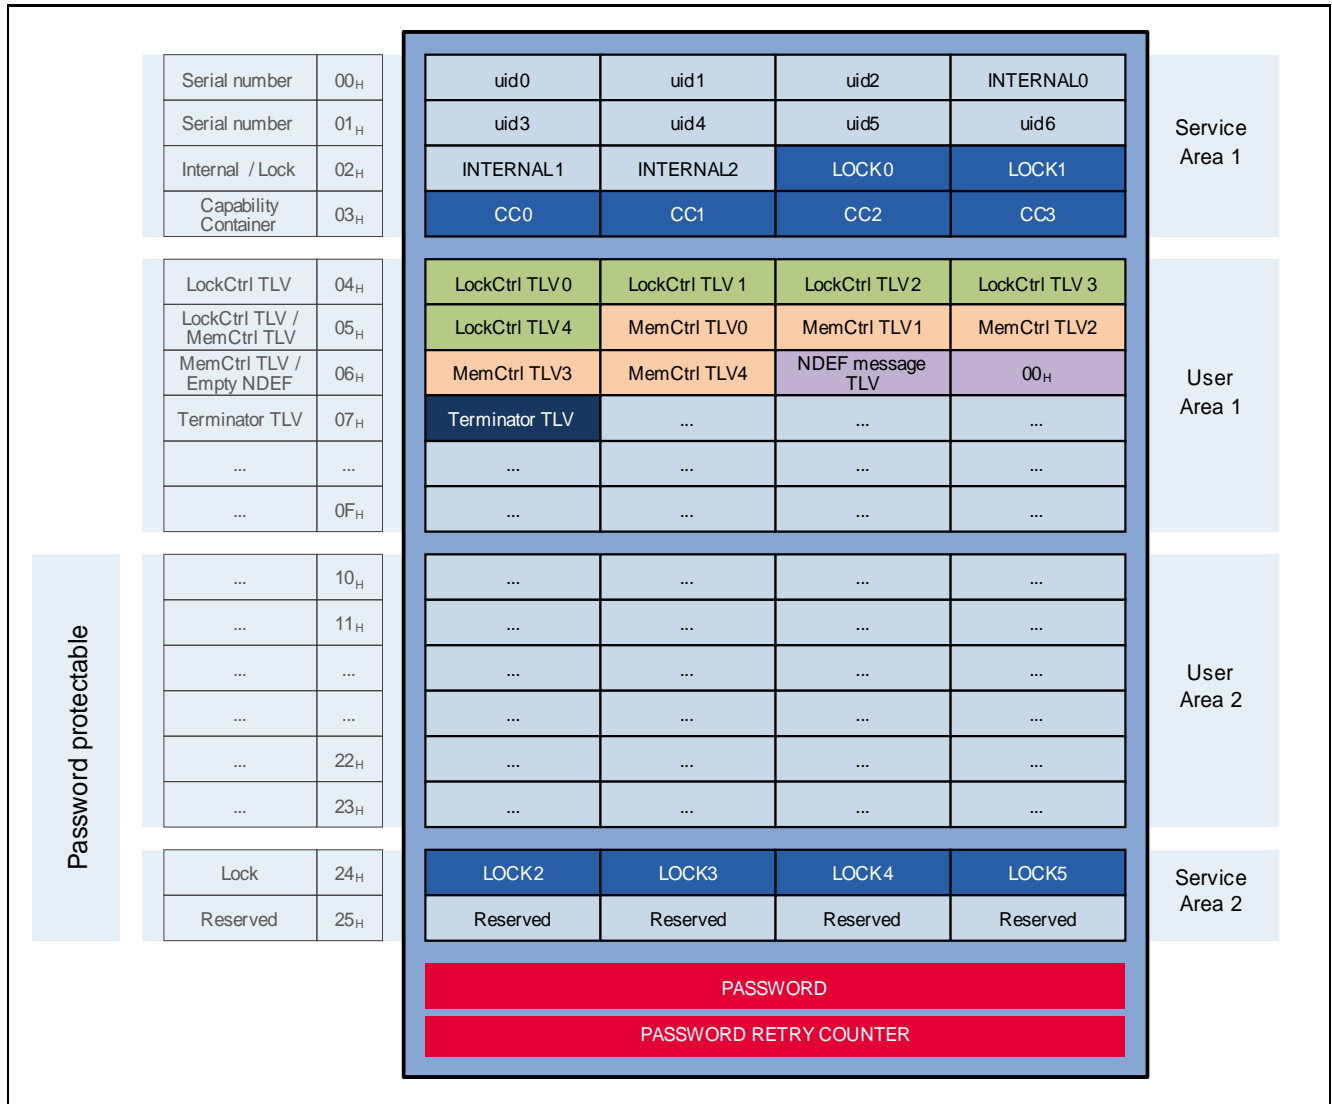 Serial number 00H uid0 uid1 uid2 INTERNAL0
Serial number 01H uid3 uid4 uid5 uid6
Service
Area 1
Internal / Lock 02H INTERNAL1 INTERNAL2 LOCK0 LOCK1
Capability
Container 03H CC0 CC1 CC2 CC3
LockCtrl TLV 04H LockCtrl TLV0 LockCtrl TLV1 LockCtrl TLV2 LockCtrl TLV3
LockCtrl TLV /
MemCtrl TLV 05H LockCtrl TLV4 MemCtrl TLV0 MemCtrl TLV1 MemCtrl TLV2
MemCtrl TLV /
Empty NDEF 06H MemCtrl TLV3 MemCtrl TLV4 NDEF message
TLV 00H
User
Area 1
Terminator TLV 07H Terminator TLV ... ... ...
... ... ... ... ... ...
... 0FH ... ... ... ...
Password protectable
... 10H ... ... ... ...
... 11H ... ... ... ...
... ... ... ... ... ...
User
Area 2
... ... ... ... ... ...
... 22H ... ... ... ...
... 23H ... ... ... ...
Lock 24H LOCK2 LOCK3 LOCK4 LOCK5
Service
Area 2
Reserved 25H Reserved Reserved Reserved Reserved
PASSWORD
PASSWORD RETRY COUNTER